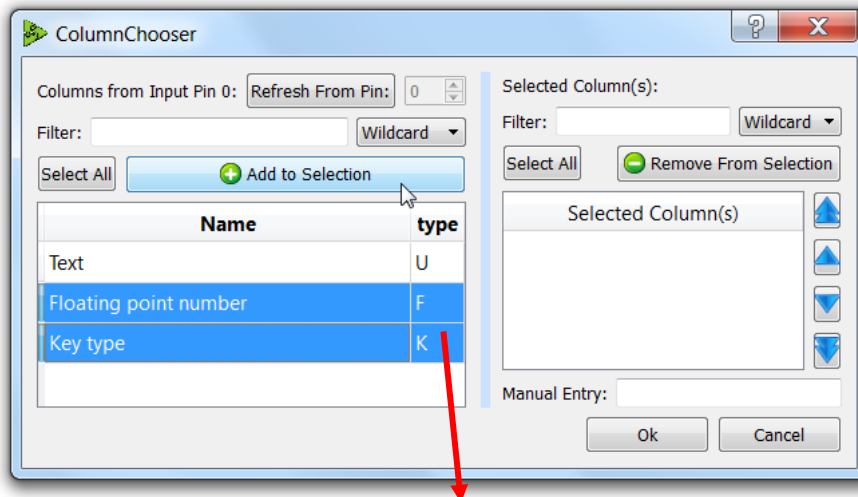 ColumnChooser
Columns from Input Pin 0: Refresh From Pin: 0
Filter: Wildcard
Select All Add to Selection
Name type
Text U
Floating point number F
Key type K
Selected Column(s):
Filter: Wildcard
Select All Remove From Selection
Selected Column(s)
Manual Entry:
Ok Cancel